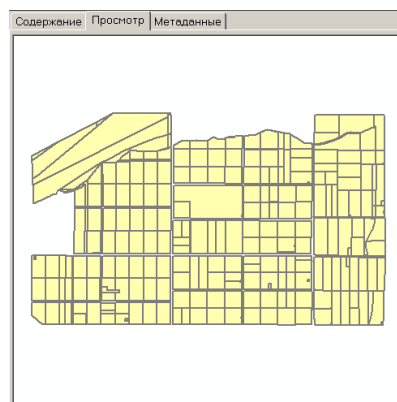 Содержание Просмотр Метаданные